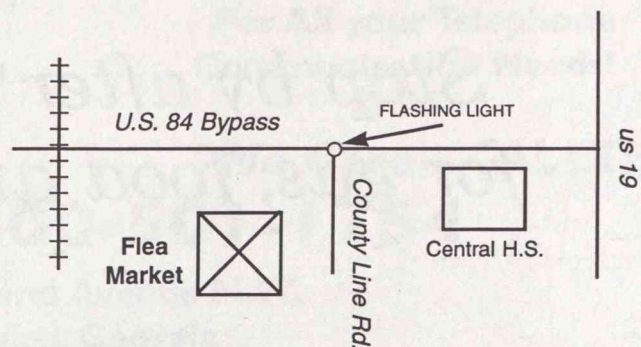 FLASHING LIGHT
U.S. 84 Bypass
us 19
County Line Rd.
Flea
Market
Central H.S.